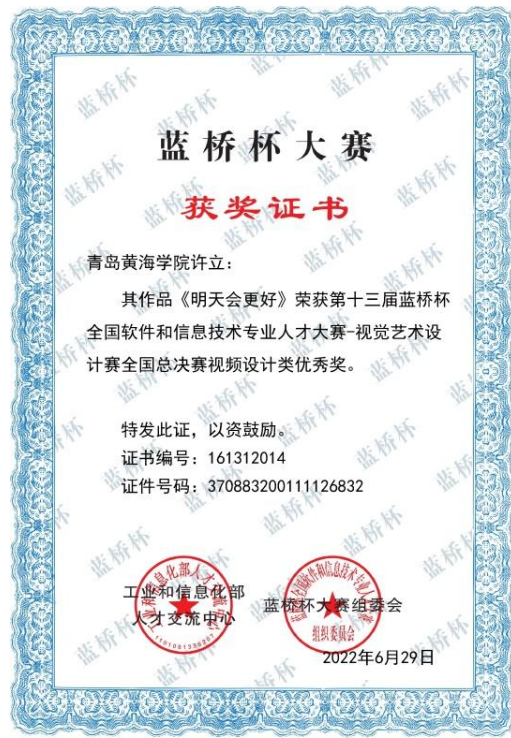 蓝桥杯大赛
获奖证书
青岛黄海学院许立：
其作品《明天会更好》荣获第十三届蓝桥杯
全国软件和信息技术专业人才大赛-视觉艺术设
计赛全国总决赛视频设计类优秀奖。
特发此证，以资鼓励。
证书编号：161312014
证件号码：370883200111126832
工业和信息化部
人才交流中心
蓝桥杯大赛组委会
组织委员会
2022年6月29日
蓝桥杯